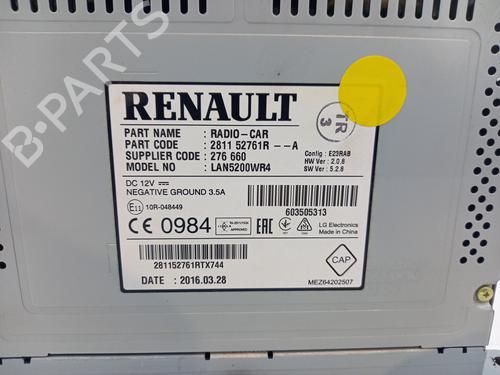 B-PARTS
RENAULT
TR
3
PART NAME : RADIO-CAR
PART CODE : 2811 52761R --A
SUPPLIER CODE : 276 660
MODEL NO : LAN5200WR4
Config : E23RAB
HW Ver : 2.0.8
SW Ver : 5.2.8
DC 12V
NEGATIVE GROUND 3.5A
E11 10R-048449
603505313
CE 0984
EAC
LG Electronics
Made in China
281152761RTX744
CAP
DATE : 2016.03.28
MEZ64202507